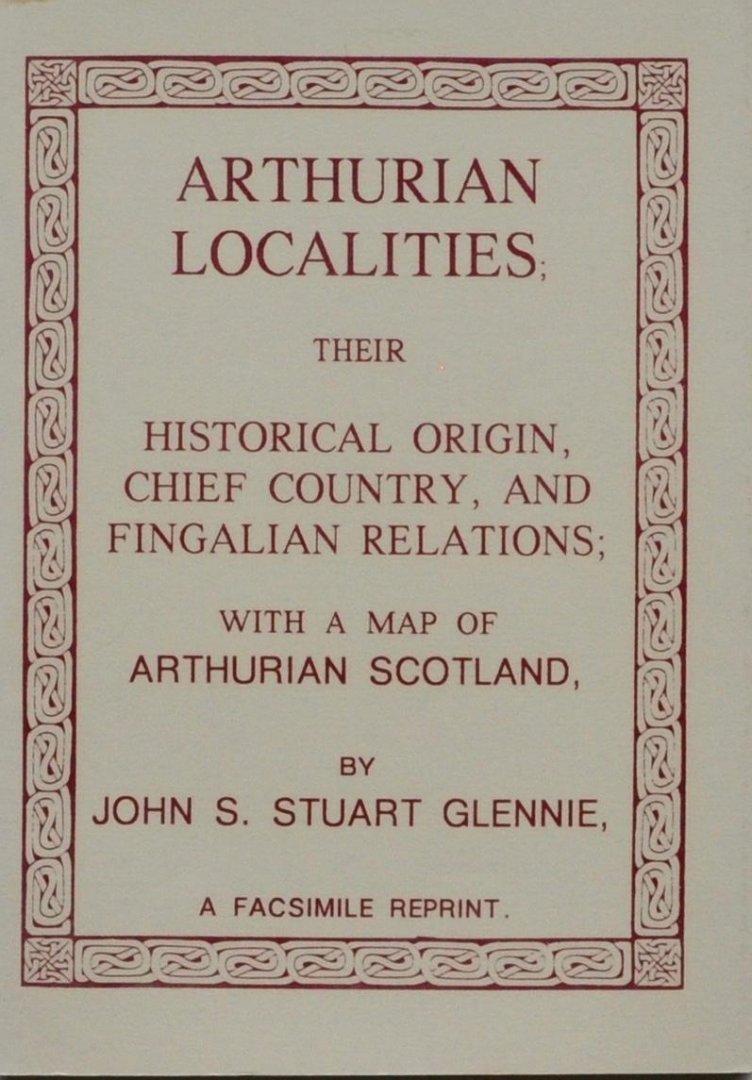 ARTHURIAN
LOCALITIES;
THEIR
HISTORICAL ORIGIN,
CHIEF COUNTRY, AND
FINGALIAN RELATIONS;
WITH A MAP OF
ARTHURIAN SCOTLAND,
BY
JOHN S. STUART GLENNIE,
A FACSIMILE REPRINT.